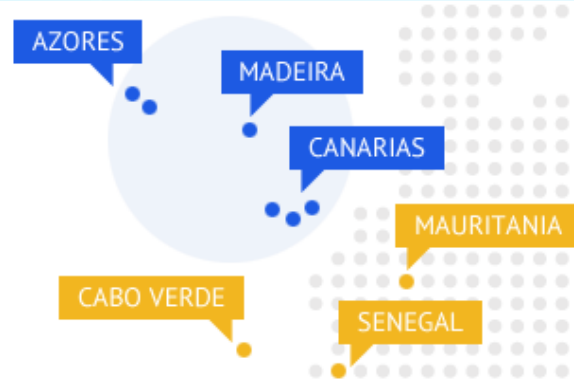 AZORES
MADEIRA
CANARIAS
MAURITANIA
CABO VERDE
SENEGAL